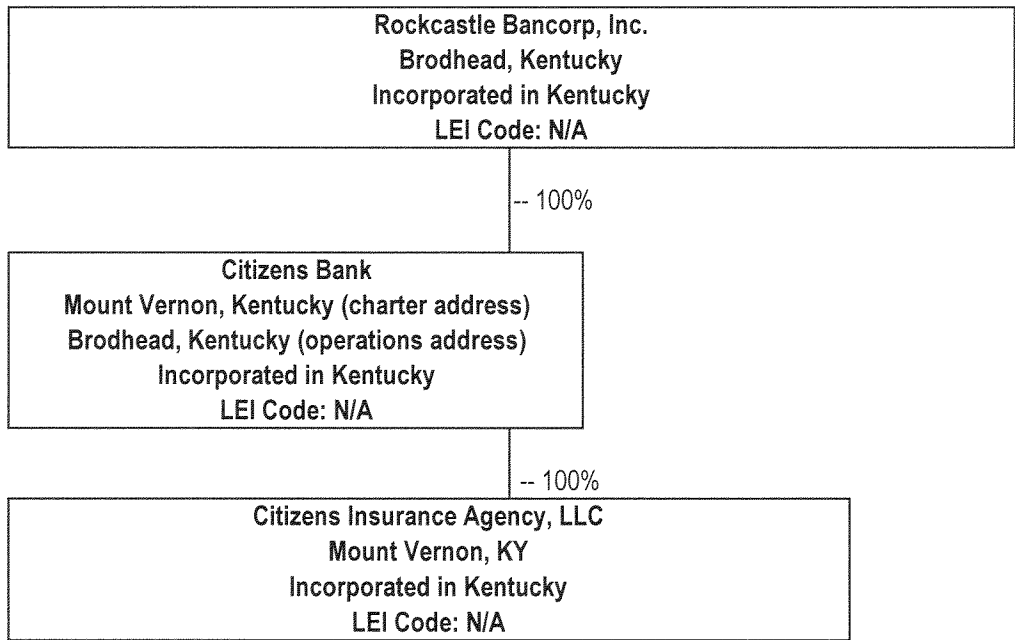 Rockcastle Bancorp, Inc.
Brodhead, Kentucky
Incorporated in Kentucky
LEI Code: N/A
-- 100%
Citizens Bank
Mount Vernon, Kentucky (charter address)
Brodhead, Kentucky (operations address)
Incorporated in Kentucky
LEI Code: N/A
-- 100%
Citizens Insurance Agency, LLC
Mount Vernon, KY
Incorporated in Kentucky
LEI Code: N/A